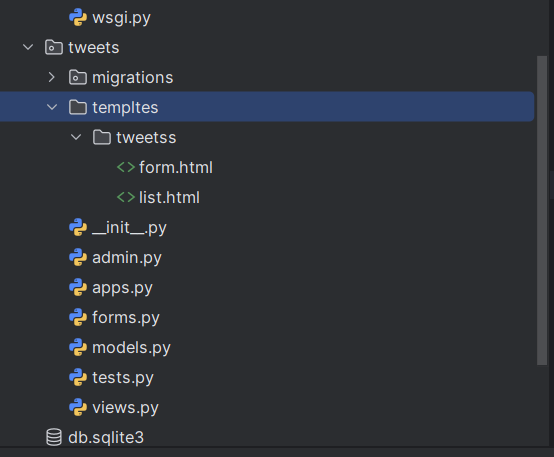 wsgi.py
tweets
migrations
templtes
tweetss
form.html
list.html
__init__.py
admin.py
apps.py
forms.py
models.py
tests.py
views.py
db.sqlite3